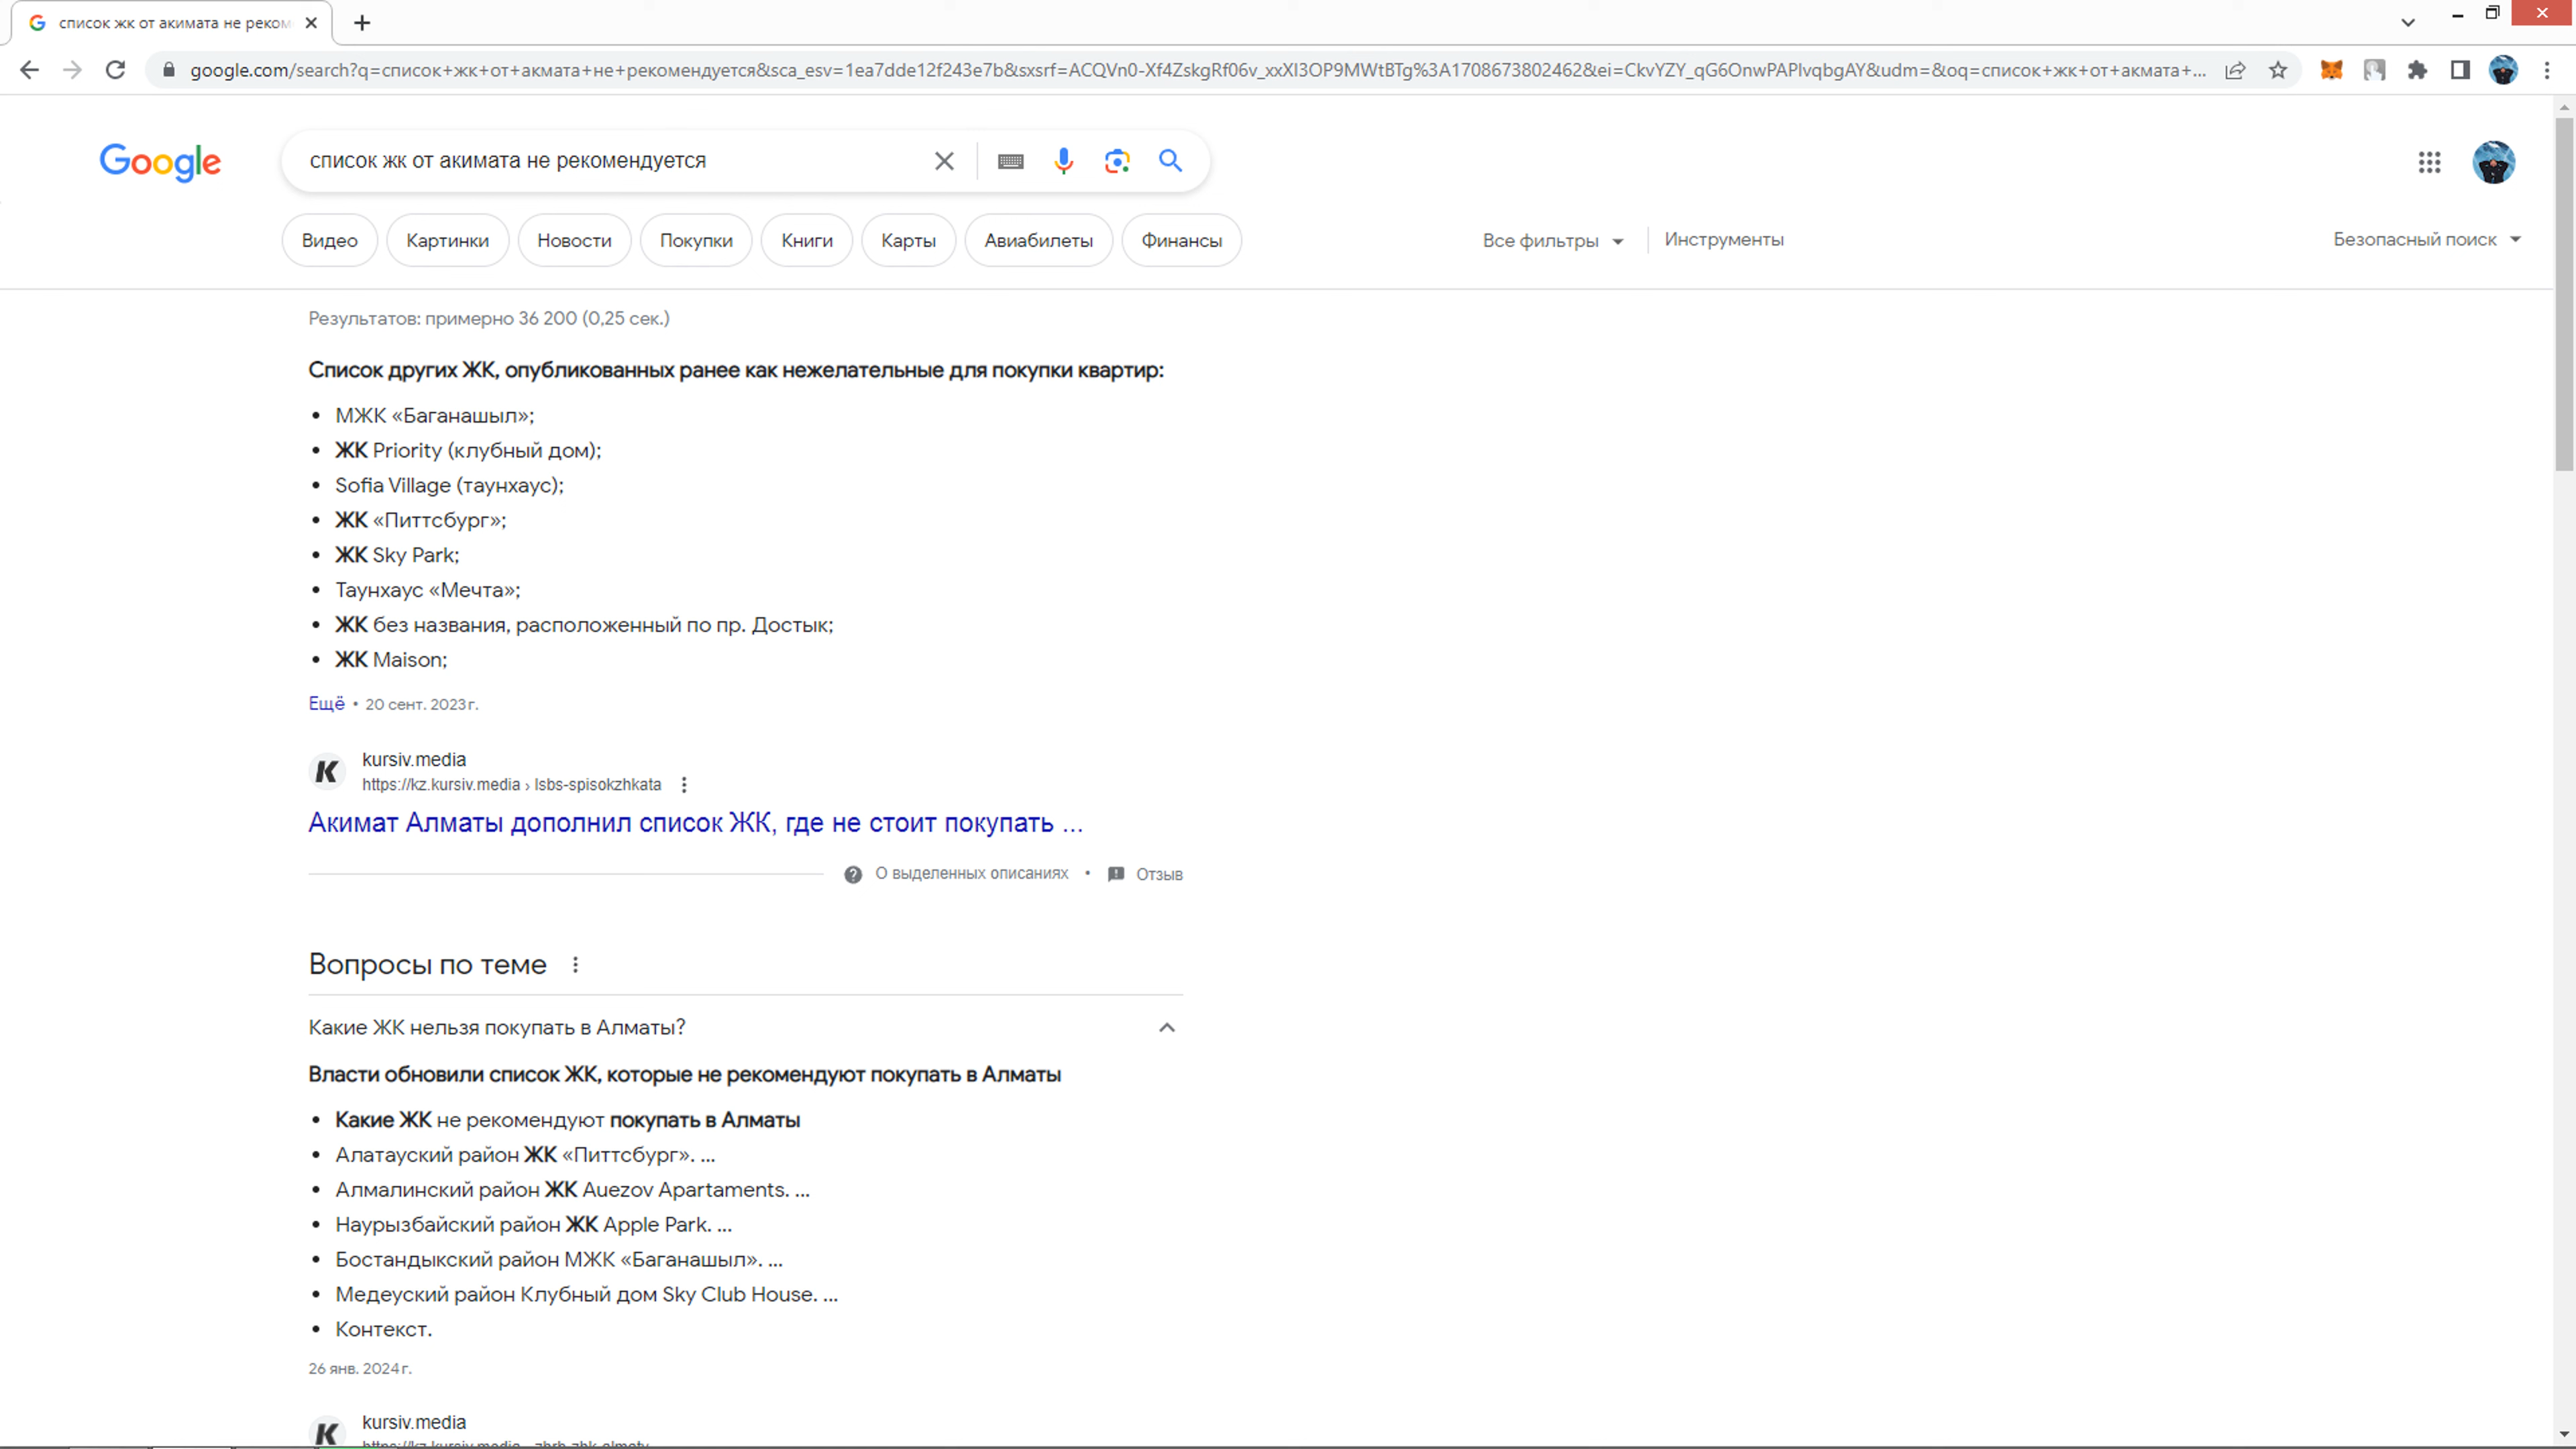 список жк от акимата не реком
google.com/search?q=список+жк+от+акмата+не+рекомендуется&sca_esv=1ea7dde12f243e7b&sxsrf=ACQVn0-Xf4ZskgRf06v_xxXI3OP9MWtBTg%3A1708673802462&ei=CkvYZY_qG6OnwPAPlvqbgAY&udm=&oq=список+жк+от+акмата+...
Google
список жк от акимата не рекомендуется
Видео
Картинки
Новости
Покупки
Книги
Карты
Авиабилеты
Финансы
Все фильтры
Инструменты
Безопасный поиск
Результатов: примерно 36 200 (0,25 сек.)
Список других ЖК, опубликованных ранее как нежелательные для покупки квартир:
• МЖК «Баганашыл»;
• ЖК Priority (клубный дом);
• Sofia Village (таунхаус);
• ЖК «Питтсбург»;
• ЖК Sky Park;
• Таунхаус «Мечта»;
• ЖК без названия, расположенный по пр. Достык;
• ЖК Maison;
Ещё • 20 сент. 2023 г.
kursiv.media
https://kz.kursiv.media › lsbs-spisokzhkata
Акимат Алматы дополнил список ЖК, где не стоит покупать ...
О выделенных описаниях • Отзыв
Вопросы по теме
Какие ЖК нельзя покупать в Алматы?
Власти обновили список ЖК, которые не рекомендуют покупать в Алматы
• Какие ЖК не рекомендуют покупать в Алматы
• Алатауский район ЖК «Питтсбург». ...
• Алмалинский район ЖК Auezov Apartaments. ...
• Наурызбайский район ЖК Apple Park. ...
• Бостандыкский район МЖК «Баганашыл». ...
• Медеуский район Клубный дом Sky Club House. ...
• Контекст.
26 янв. 2024 г.
kursiv.media